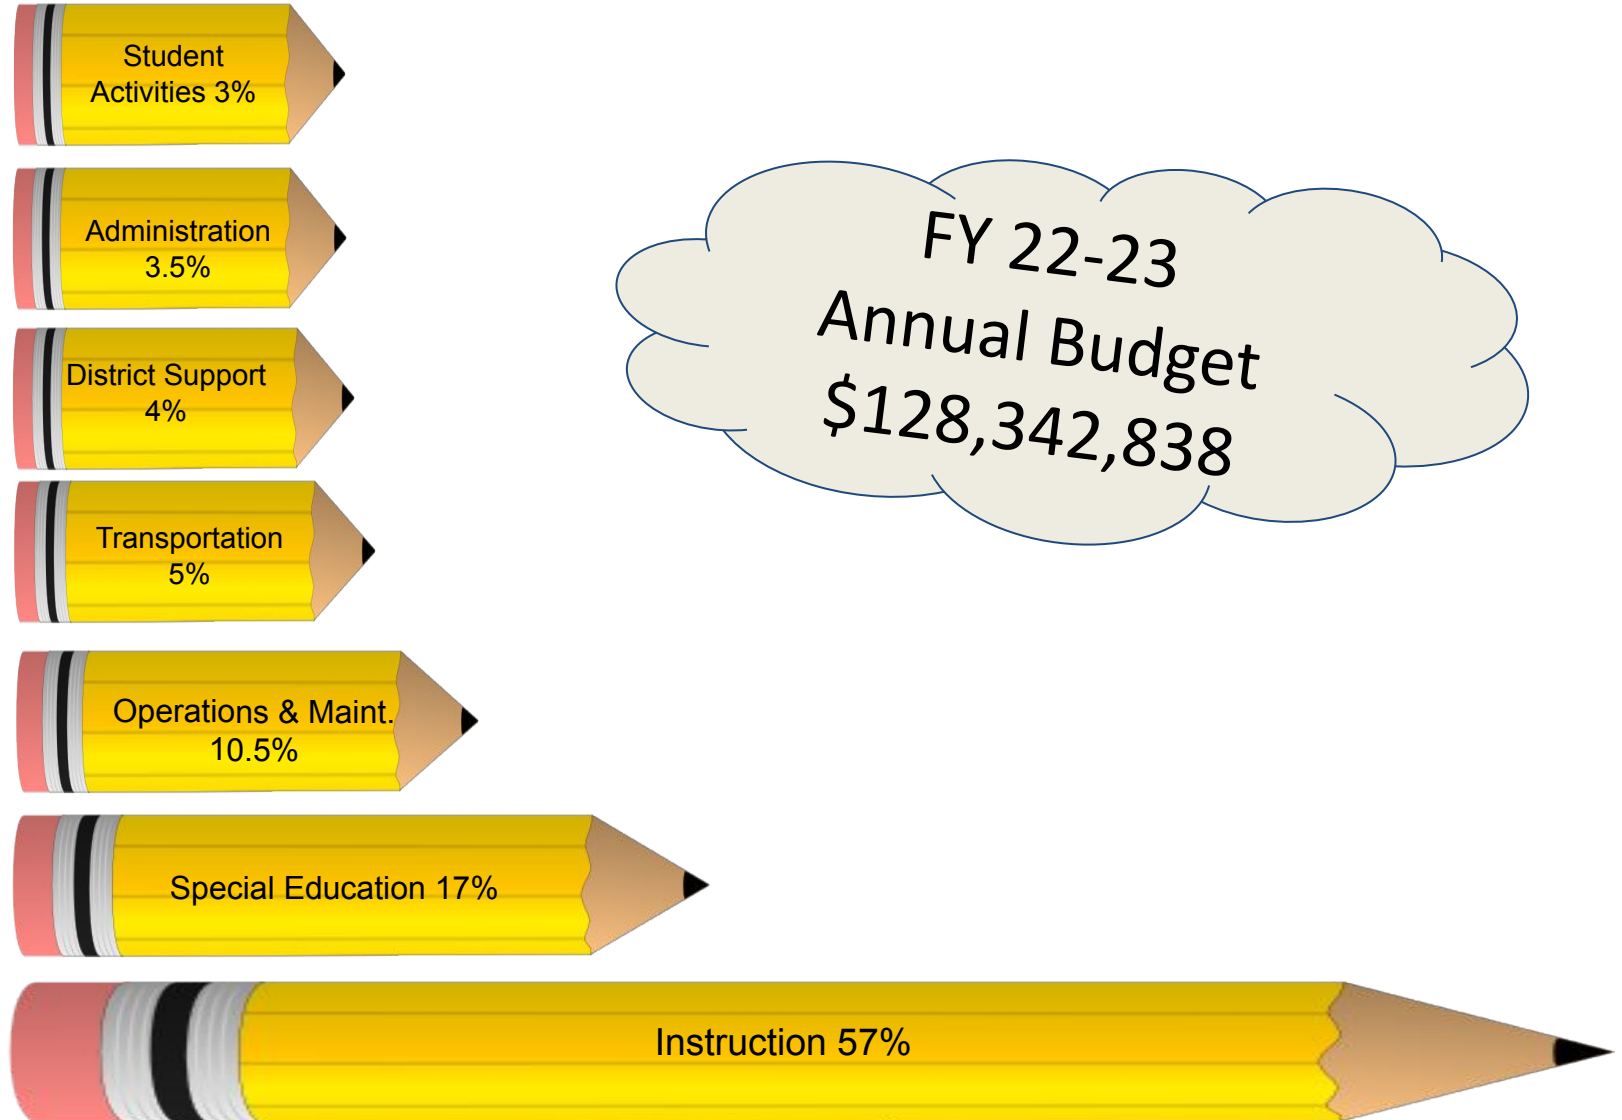 Student
Activities 3%
Administration
3.5%
District Support
4%
Transportation
5%
Operations & Maint.
10.5%
Special Education 17%
Instruction 57%
FY 22-23
Annual Budget
$128,342,838